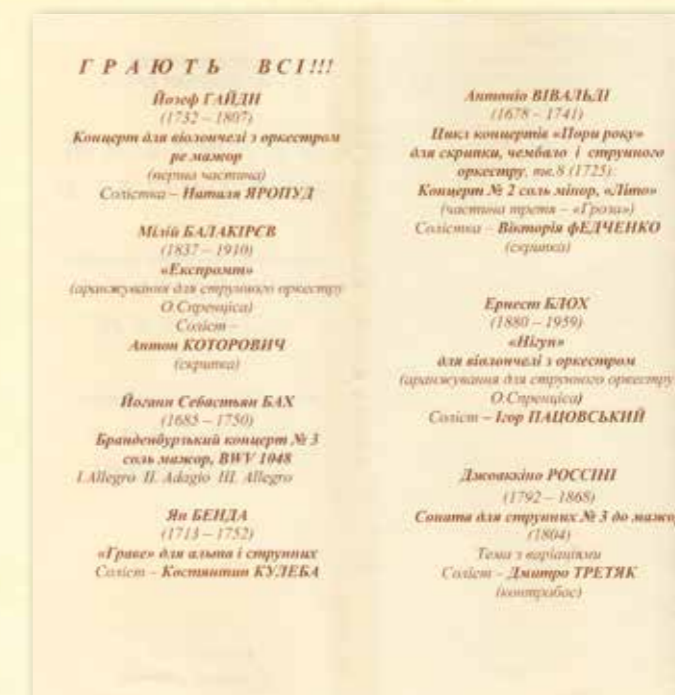 ГРАЮТЬ ВСІ!!!
Йозеф ГАЙДН
(1732 – 1807)
Концерт для віолончелі з оркестром
ре мажор
(перша частина)
Солістка – Наталя ЯРОПУД
Мілій БАЛАКІРЄВ
(1837 – 1910)
«Експромт»
(аранжування для струнного оркестру
О.Спренціса)
Соліст –
Антон КОТОРОВИЧ
(скрипка)
Йоганн Себастьян БАХ
(1685 – 1750)
Бранденбурзький концерт № 3
соль мажор, BWV 1048
I.Allegro II. Adagio III. Allegro
Ян БЕНДА
(1713 – 1752)
«Граве» для альта і струнних
Соліст – Костянтин КУЛЕБА
Антоніо ВІВАЛЬДІ
(1678 – 1741)
Цикл концертів «Пори року»
для скрипки, чембало і струнного
оркестру, тв.8 (1725):
Концерт № 2 соль мінор, «Літо»
(частина третя – «Гроза»)
Солістка – Вікторія фЕДЧЕНКО
(скрипка)
Ернест БЛОХ
(1880 – 1959)
«Нігун»
для віолончелі з оркестром
(аранжування для струнного оркестру
О.Спренціса)
Соліст – Ігор ПАЦОВСЬКИЙ
Джоаккіно РОССІНІ
(1792 – 1868)
Соната для струнних № 3 до мажор
(1804)
Тема з варіаціями
Соліст – Дмитро ТРЕТЯК
(контрабас)